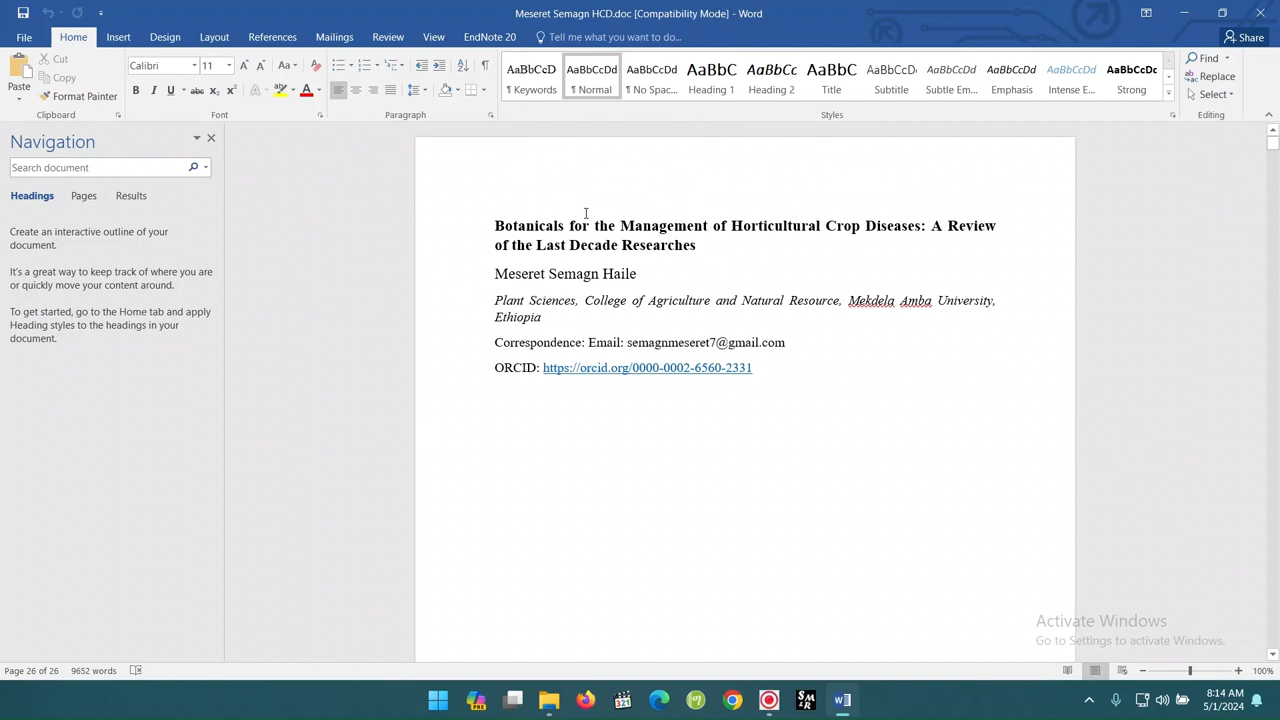 Meseret Semagn HCD.doc [Compatibility Mode] - Word
File Home Insert Design Layout References Mailings Review View EndNote 20 Tell me what you want to do... Share
Paste
Cut
Copy
Format Painter
Clipboard
Calibri 11
Font
Paragraph
AaBbCcD AaBbCcDd AaBbCcDd AaBbC AaBbCc AaBbC AaBbCcD AaBbCcDd AaBbCcDd AaBbCcDd AaBbCcDc
¶ Keywords ¶ Normal ¶ No Spac... Heading 1 Heading 2 Title Subtitle Subtle Em... Emphasis Intense E... Strong
Styles
Find
Replace
Select
Editing
Navigation
Search document
Headings Pages Results
Create an interactive outline of your
document.
It's a great way to keep track of where you are
or quickly move your content around.
To get started, go to the Home tab and apply
Heading styles to the headings in your
document.
Botanicals for the Management of Horticultural Crop Diseases: A Review
of the Last Decade Researches
Meseret Semagn Haile
Plant Sciences, College of Agriculture and Natural Resource, Mekdela Amba University,
Ethiopia
Correspondence: Email: semagnmeseret7@gmail.com
ORCID: https://orcid.org/0000-0002-6560-2331
Activate Windows
Go to Settings to activate Windows.
Page 26 of 26 9652 words
100%
8:14 AM
5/1/2024